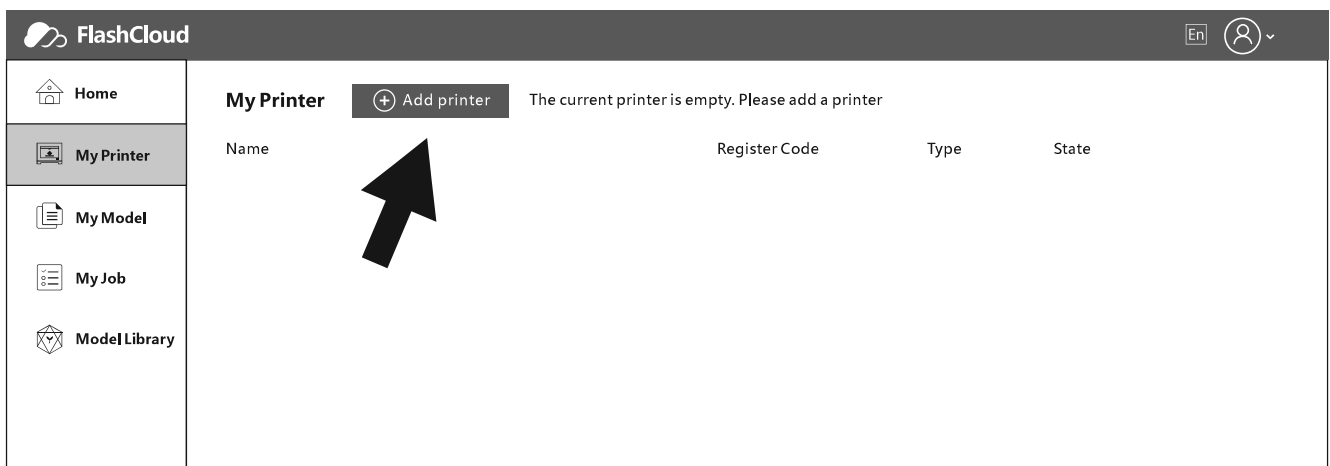 FlashCloud
En
Home
My Printer
My Model
My Job
Model Library
My Printer
Add printer
The current printer is empty. Please add a printer
Name
Register Code
Type
State